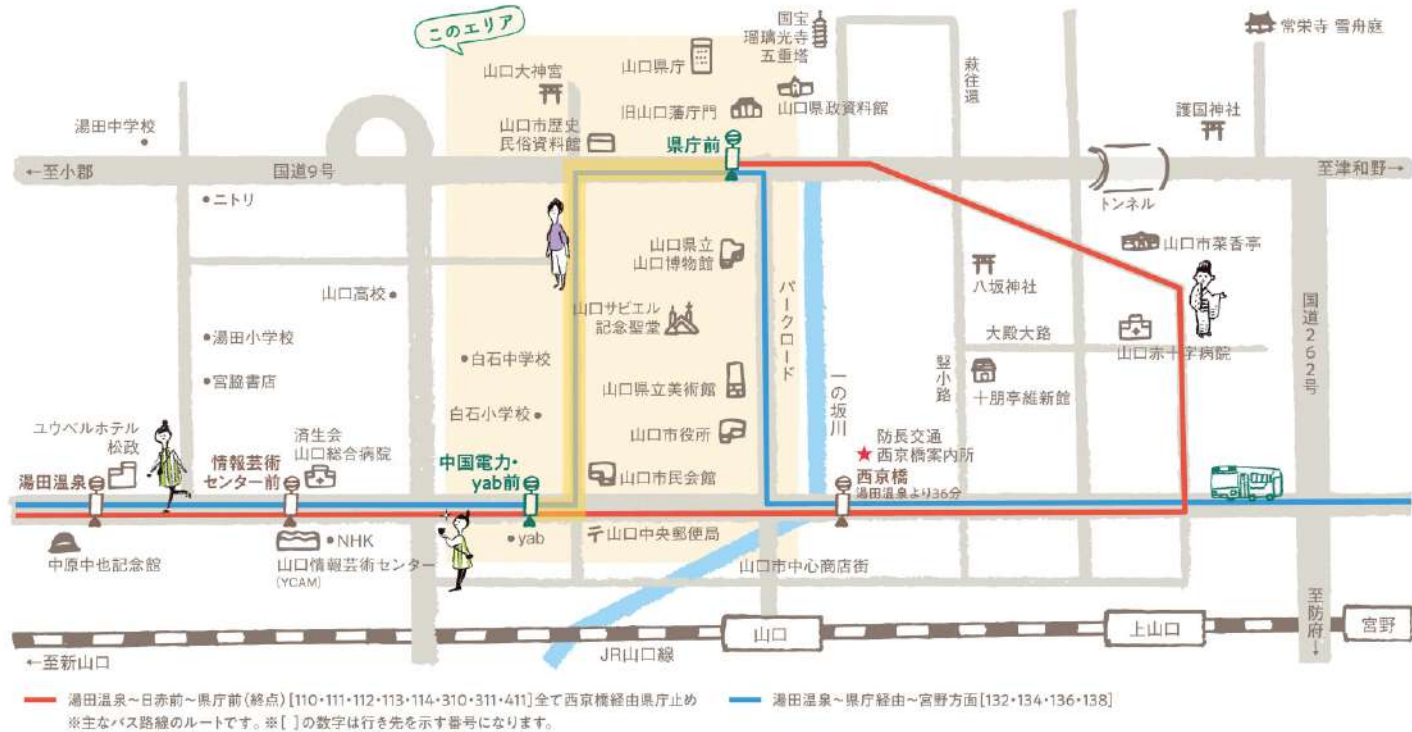 このエリア
国宝
瑠璃光寺
五重塔
常栄寺 雪舟庭
山口県庁
山口大神宮
萩往還
旧山口藩庁門
山口県政資料館
護国神社
湯田中学校
山口市歴史
民俗資料館
県庁前
←至小郡
国道9号
至津和野→
トンネル
ニトリ
山口県立
山口博物館
山口市菜香亭
八坂神社
山口高校
パークロード
山口サビエル
記念聖堂
国道262号
湯田小学校
大殿大路
山口赤十字病院
白石中学校
宮脇書店
山口県立美術館
一の坂川
竪小路
十朋亭維新館
白石小学校
ユウベルホテル
松政
済生会
山口総合病院
山口市役所
防長交通
★西京橋案内所
湯田温泉
情報芸術
センター前
中国電力・
yab前
山口市民会館
西京橋
湯田温泉より36分
中原中也記念館
NHK
山口情報芸術センター
(YCAM)
yab
〒山口中央郵便局
山口市中心商店街
至防府→
山口
上山口
宮野
←至新山口
JR山口線
湯田温泉～日赤前～県庁前(終点)[110・111・112・113・114・310・311・411]全て西京橋経由県庁止め
湯田温泉～県庁経由～宮野方面[132・134・136・138]
※主なバス路線のルートです。※[ ]の数字は行き先を示す番号になります。